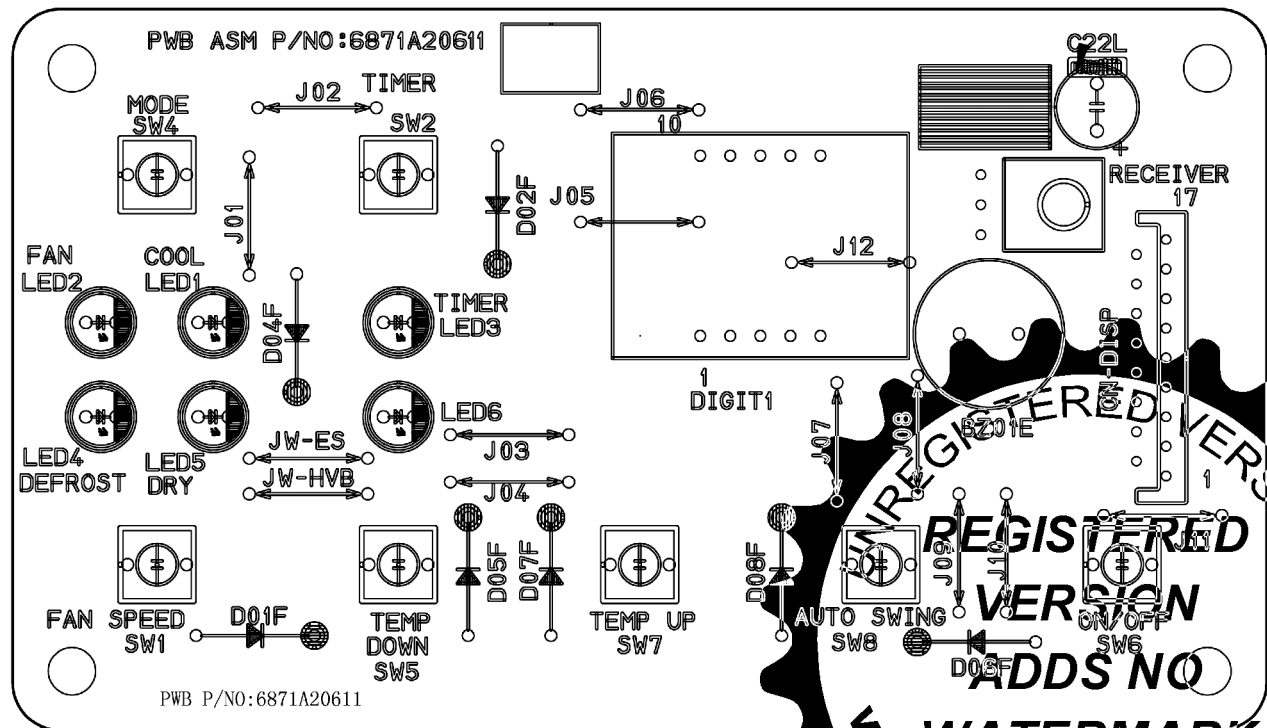 PWB ASM P/NO:6871A20611
C22L
TIMER
J02
J06
MODE
SW4
SW2
10
+
RECEIVER
17
J01
D02F
J05
J12
FAN
LED2
COOL
LED1
TIMER
LED3
D04F
CN-DISP
1
DIGIT1
LED6
J03
J07
J08
BZ01E
UNREGISTERED VERS
LED4
DEFROST
LED5
DRY
JW-ES
JW-HVB
J04
1
REGISTERED
J11
D05F
D07F
D08F
J09
J10
VERSION
FAN SPEED
SW1
D01F
TEMP
DOWN
SW5
TEMP UP
SW7
AUTO SWING
SW8
ON/OFF
SW6
D06F
ADDS NO
PWB P/NO:6871A20611
WATERMARK